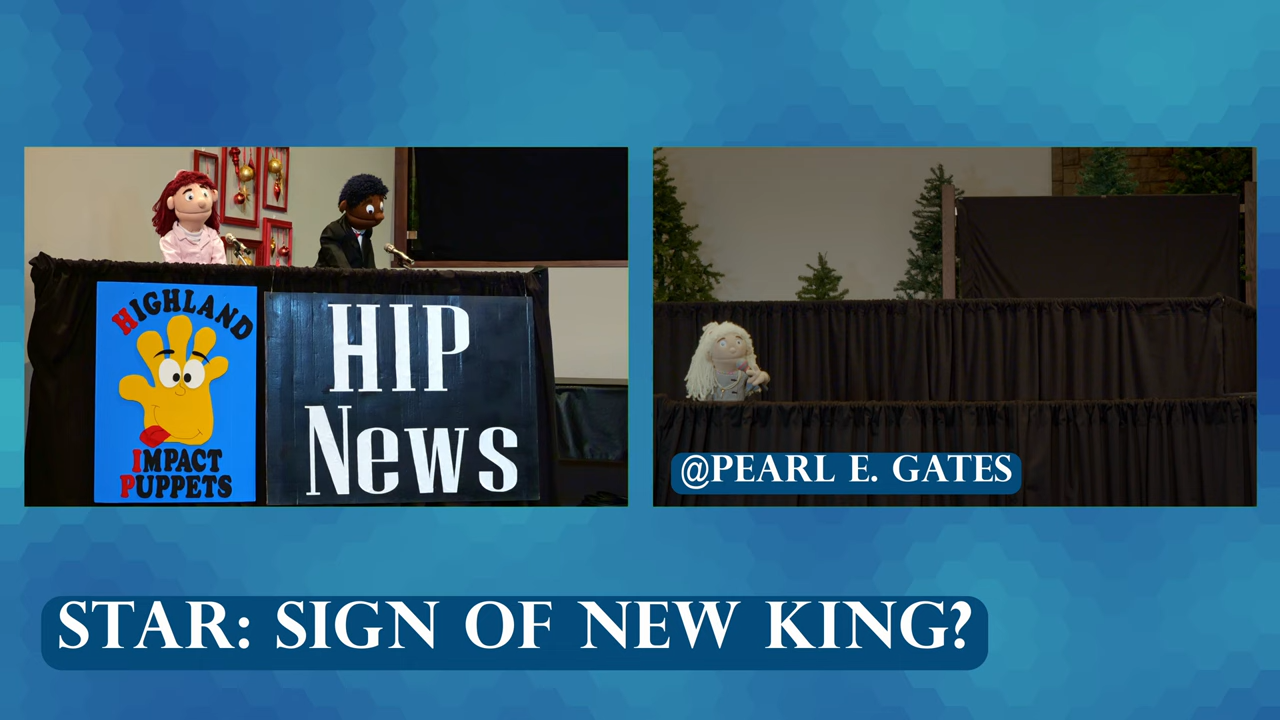 HIGHLAND
IMPACT
PUPPETS
HIP
News
@PEARL E. GATES
STAR: SIGN OF NEW KING?